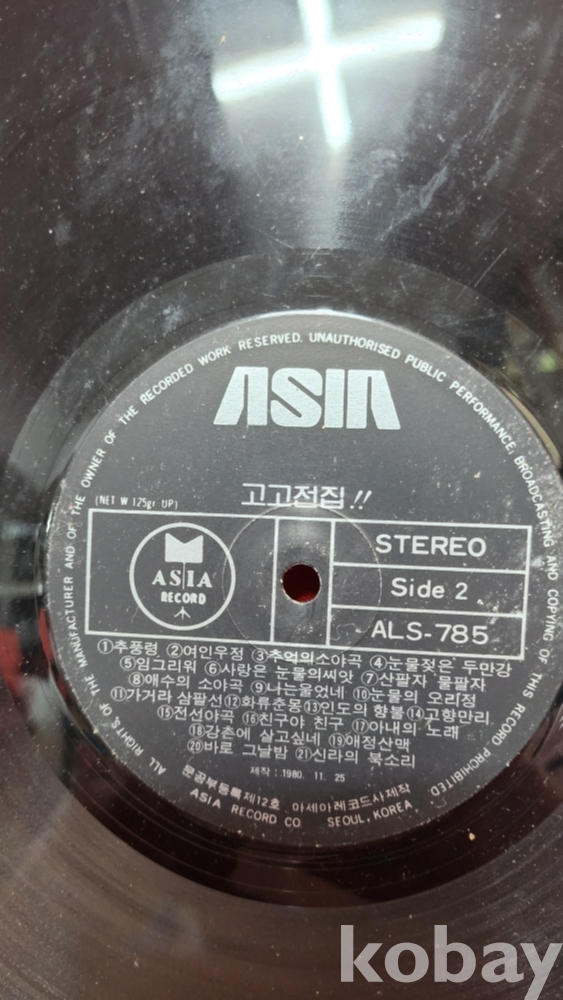 ALL RIGHTS OF THE MANUFACTURER AND OF THE OWNER OF THE RECORDED WORK RESERVED. UNAUTHORISED PUBLIC PERFORMANCE, BROADCASTING AND COPYING OF THIS RECORD PROHIBITED
ASIA
고고전집!!
(NET W 125gr UP)
ASIA
RECORD
STEREO
Side 2
ALS-785
①추풍령 ②여인우정 ③추억의소야곡 ④눈물젖은 두만강
⑤임그리워 ⑥사랑은 눈물의씨앗 ⑦산팔자 물팔자
⑧애수의 소야곡 ⑨나는울었네 ⑩눈물의 오리정
⑪가거라 삼팔선⑫화류춘몽⑬인도의 향불⑭고향만리
⑮전선야곡⑯친구야 친구⑰아내의 노래
⑱강촌에 살고싶네 ⑲애정산맥
⑳바로 그날밤 ㉑신라의 북소리
제작 : 1980. 11. 25
문공부등록제12호 아세아레코드사제작
ASIA RECORD CO. SEOUL, KOREA
kobay